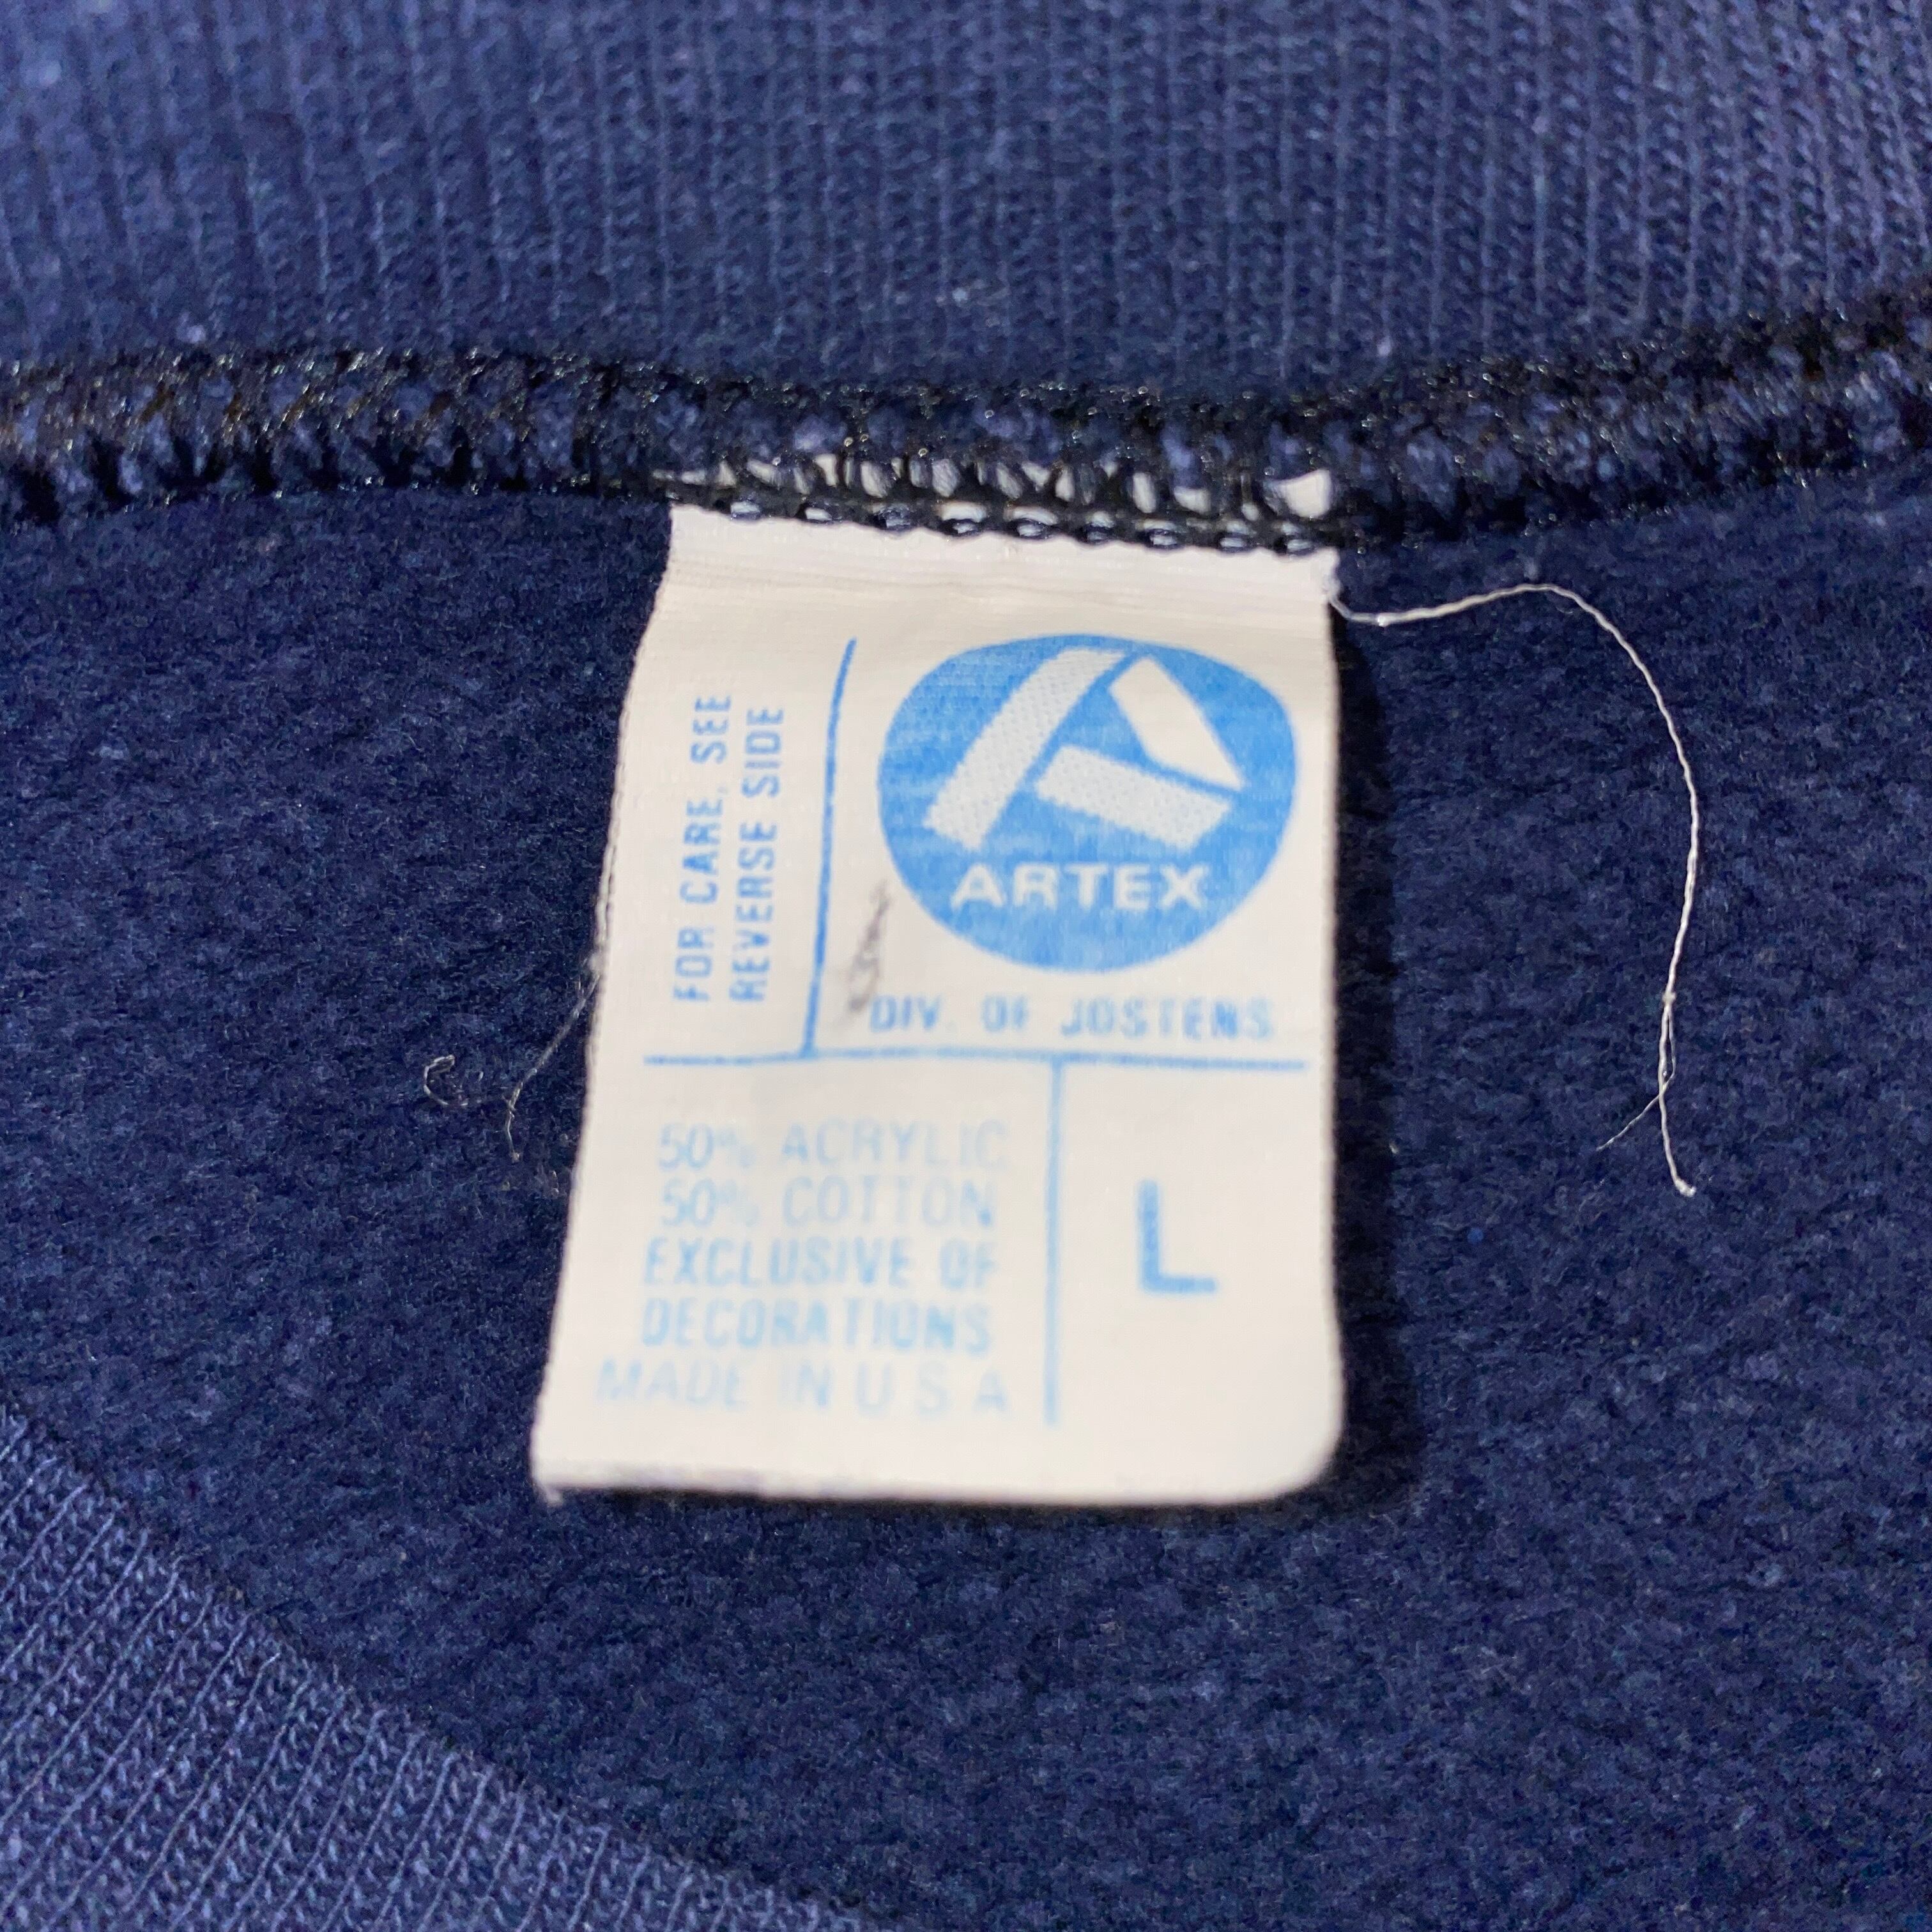 FOR CARE, SEE
REVERSE SIDE
ARTEX
DIV. OF JOSTENS
50% ACRYLIC
50% COTTON
EXCLUSIVE OF
DECORATIONS
MADE IN U S A
L